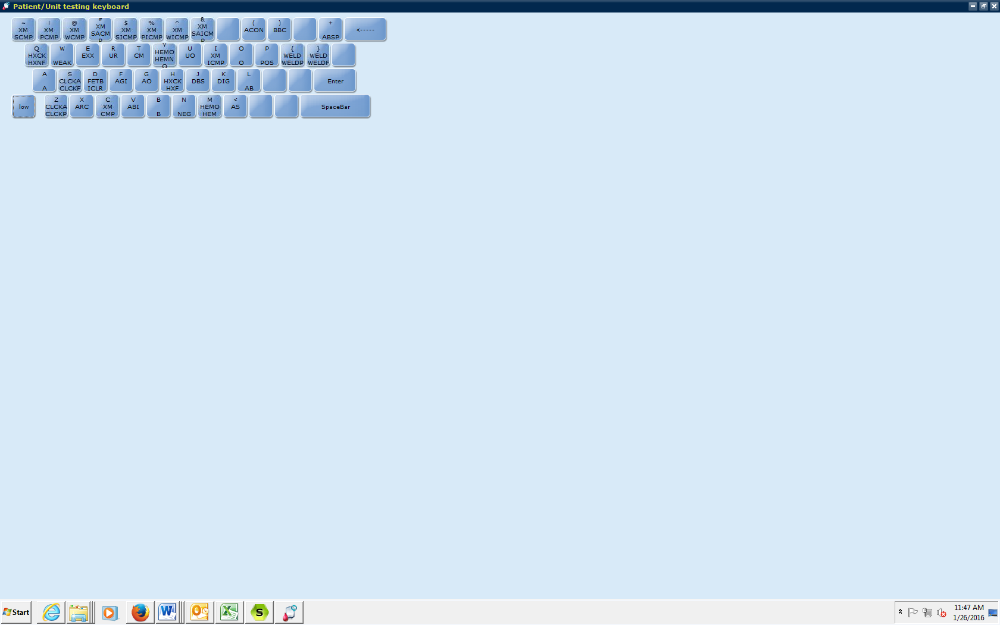 Patient/Unit testing keyboard
~ XM SCMP
! XM PCMP
@ XM WCMP
# XM SACM P
$ XM SICMP
% XM PICMP
^ XM WICMP
& XM SAICM P
( ACON
) BBC
+ ABSP
<-----
Q HXCK HXNF
W WEAK
E EXX
R UR
T CM
Y HEMO HEMN O
U UO
I XM ICMP
O O
P POS
{ WELD WELDP
} WELD WELDF
A A
S CLCKA CLCKF
D FETB ICLR
F AGI
G AO
H HXCK HXF
J DBS
K DIG
L AB
Enter
low
Z CLCKA CLCKP
X ARC
C XM CMP
V ABI
B B
N NEG
M HEMO HEM
< AS
SpaceBar
Start
11:47 AM
1/26/2016